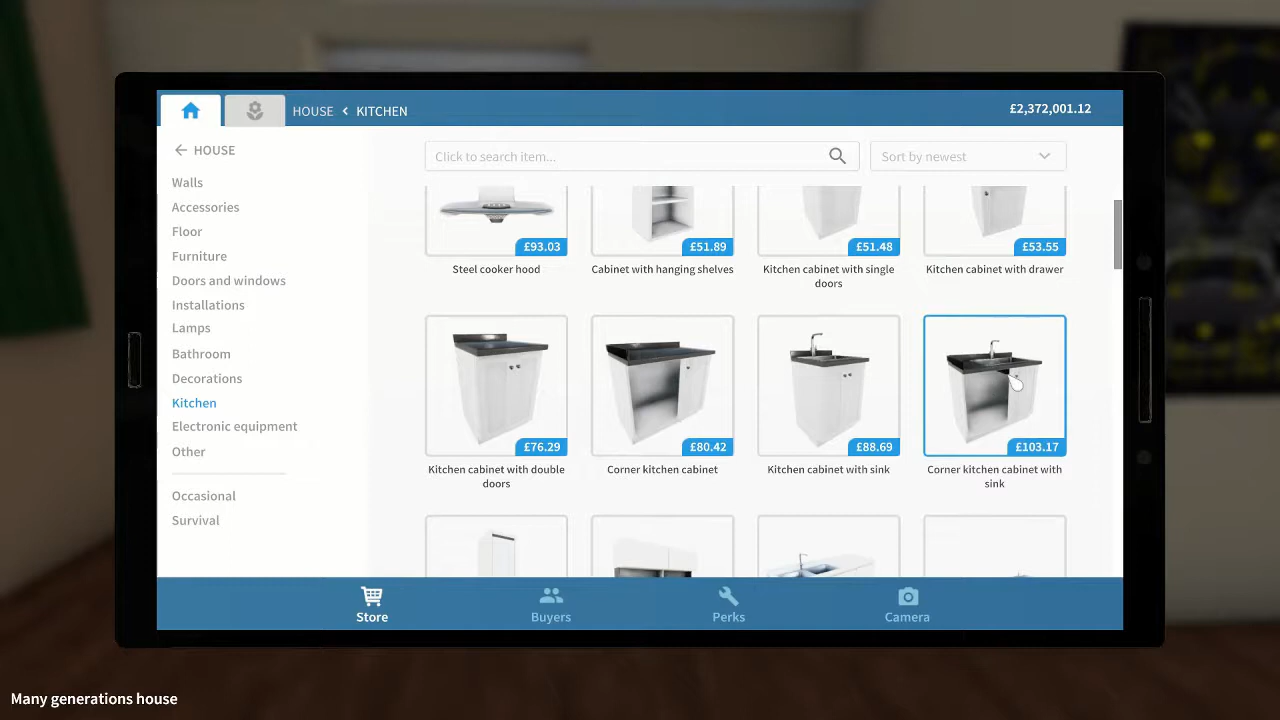 HOUSE < KITCHEN
£2,372,001.12
HOUSE
Click to search item...
Sort by newest
Walls
Accessories
Floor
Furniture
Doors and windows
Installations
Lamps
Bathroom
Decorations
Kitchen
Electronic equipment
Other
Occasional
Survival
£93.03
£51.89
£51.48
£53.55
Steel cooker hood
Cabinet with hanging shelves
Kitchen cabinet with single
doors
Kitchen cabinet with drawer
£76.29
£80.42
£88.69
£103.17
Kitchen cabinet with double
doors
Corner kitchen cabinet
Kitchen cabinet with sink
Corner kitchen cabinet with
sink
Store
Buyers
Perks
Camera
Many generations house